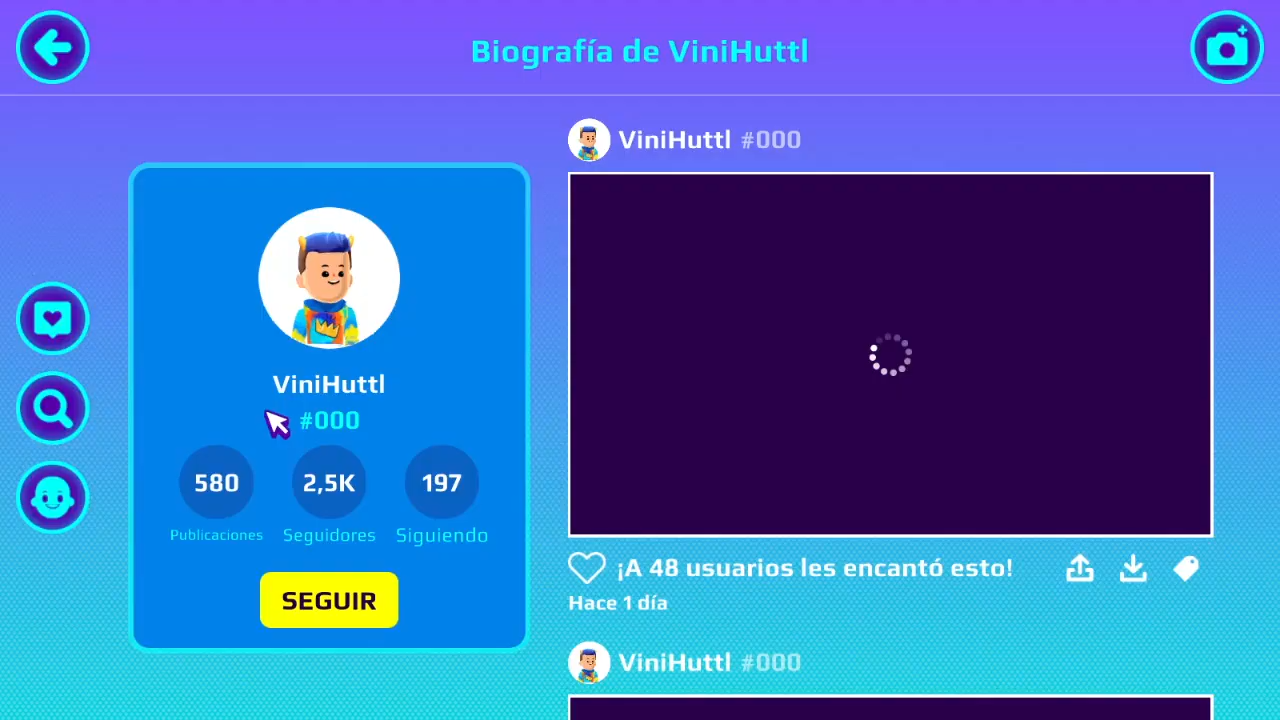 Biografía de ViniHuttl
ViniHuttl
#000
580
2,5K
197
Publicaciones
Seguidores
Siguiendo
SEGUIR
ViniHuttl #000
¡A 48 usuarios les encantó esto!
Hace 1 día
ViniHuttl #000